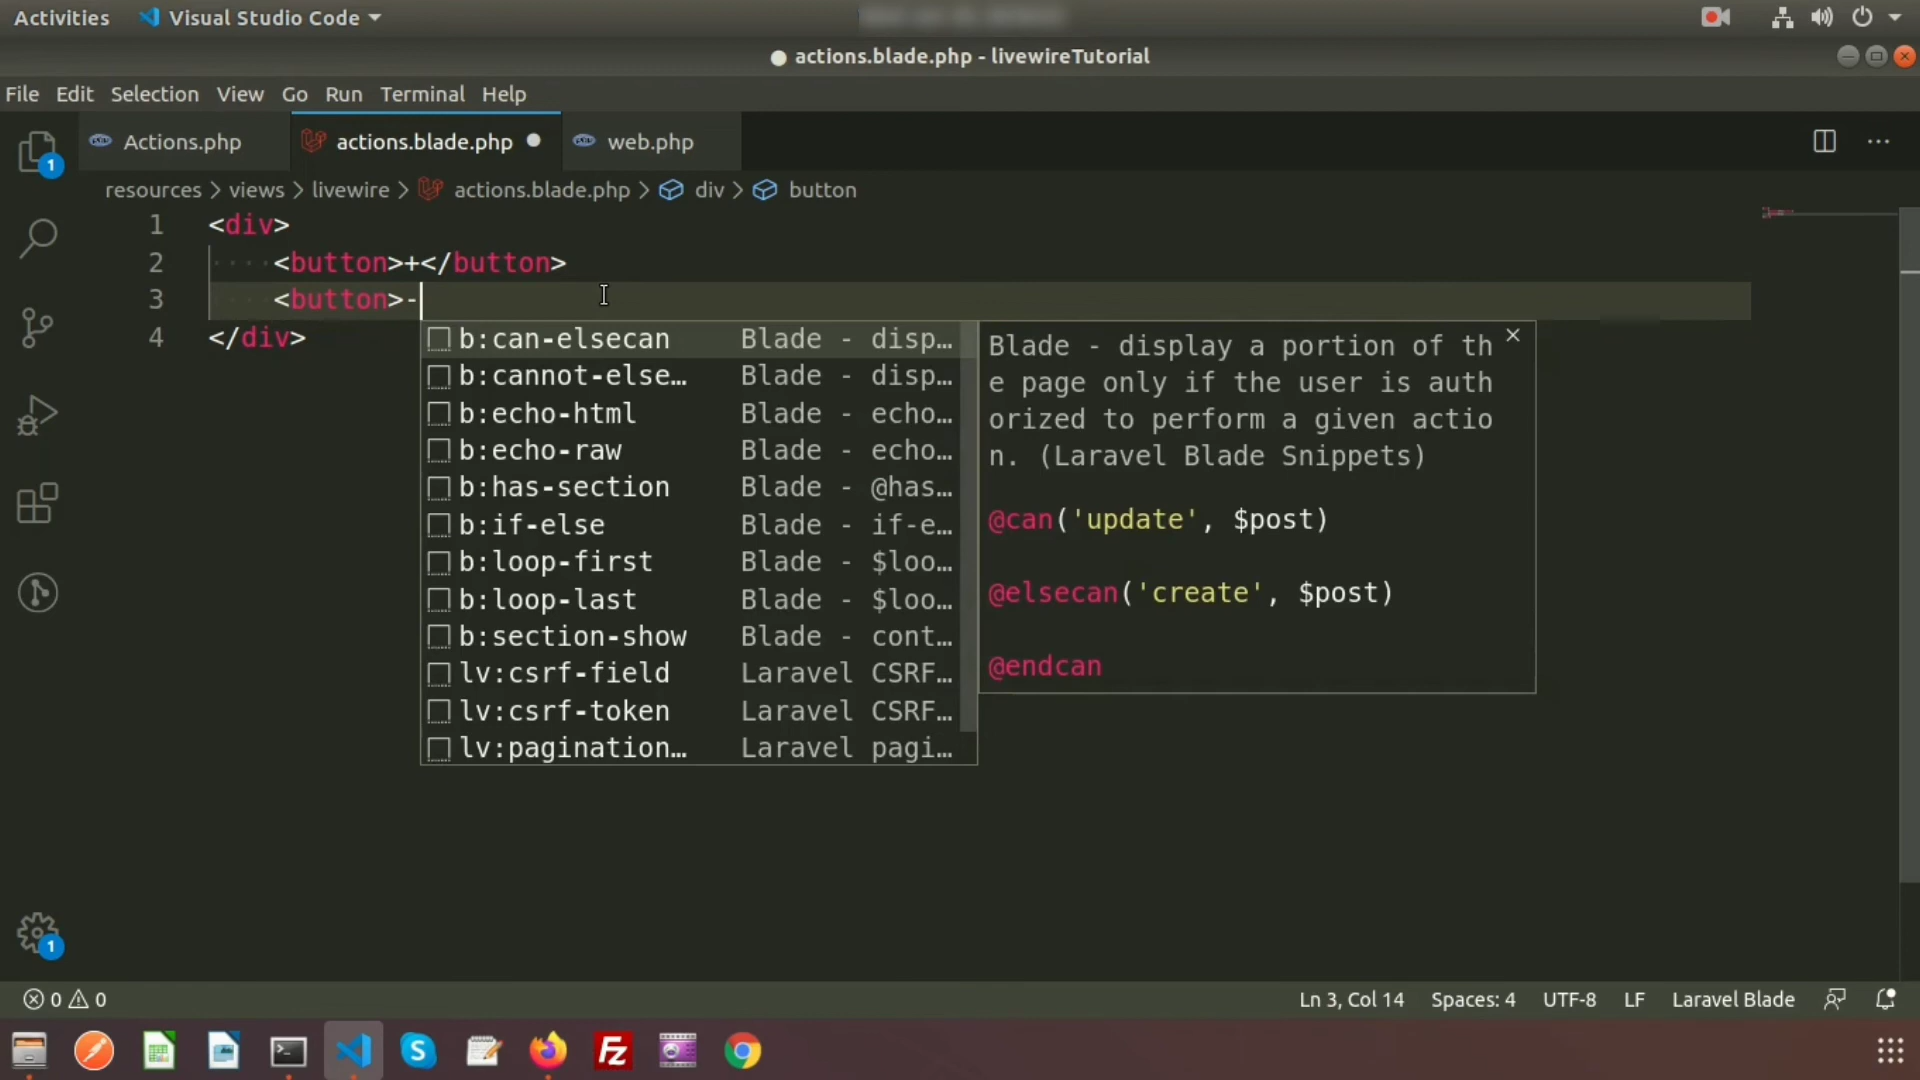 Activities Visual Studio Code
actions.blade.php - livewireTutorial
File Edit Selection View Go Run Terminal Help
Actions.php actions.blade.php web.php
resources > views > livewire > actions.blade.php > div > button
1 <div>
2 ····<button>+</button>
3 ····<button>-
4 </div>
b:can-elsecan Blade - disp…
b:cannot-else… Blade - disp…
b:echo-html Blade - echo…
b:echo-raw Blade - echo…
b:has-section Blade - @has…
b:if-else Blade - if-e…
b:loop-first Blade - $loo…
b:loop-last Blade - $loo…
b:section-show Blade - cont…
lv:csrf-field Laravel CSRF…
lv:csrf-token Laravel CSRF…
lv:pagination… Laravel pagi…
Blade - display a portion of th
e page only if the user is auth
orized to perform a given actio
n. (Laravel Blade Snippets)
@can('update', $post)
@elsecan('create', $post)
@endcan
1
1
0 0 Ln 3, Col 14 Spaces: 4 UTF-8 LF Laravel Blade
S
Fz